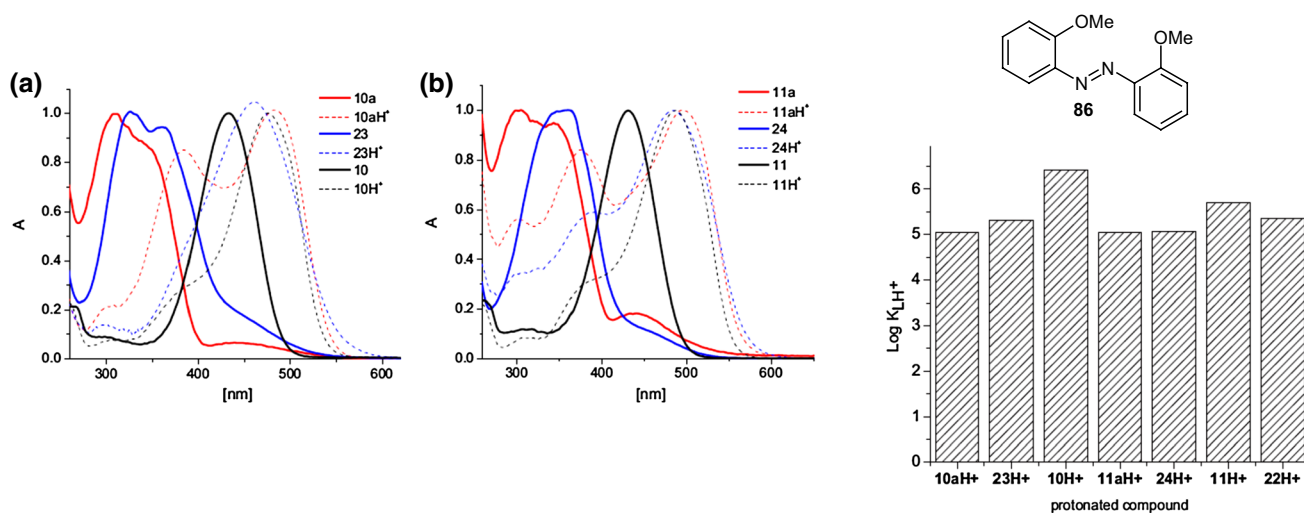 (a)
1.0
0.8
0.6
0.4
0.2
0.0
A
300
400
500
600
[nm]
10a
10aH⁺
23
23H⁺
10
10H⁺
(b)
1.0
0.8
0.6
0.4
0.2
0.0
A
300
400
500
600
[nm]
11a
11aH⁺
24
24H⁺
11
11H⁺
OMe
OMe
N=N
86
6
5
4
3
2
1
0
Log K_LH⁺
10aH+ 23H+ 10H+ 11aH+ 24H+ 11H+ 22H+
protonated compound